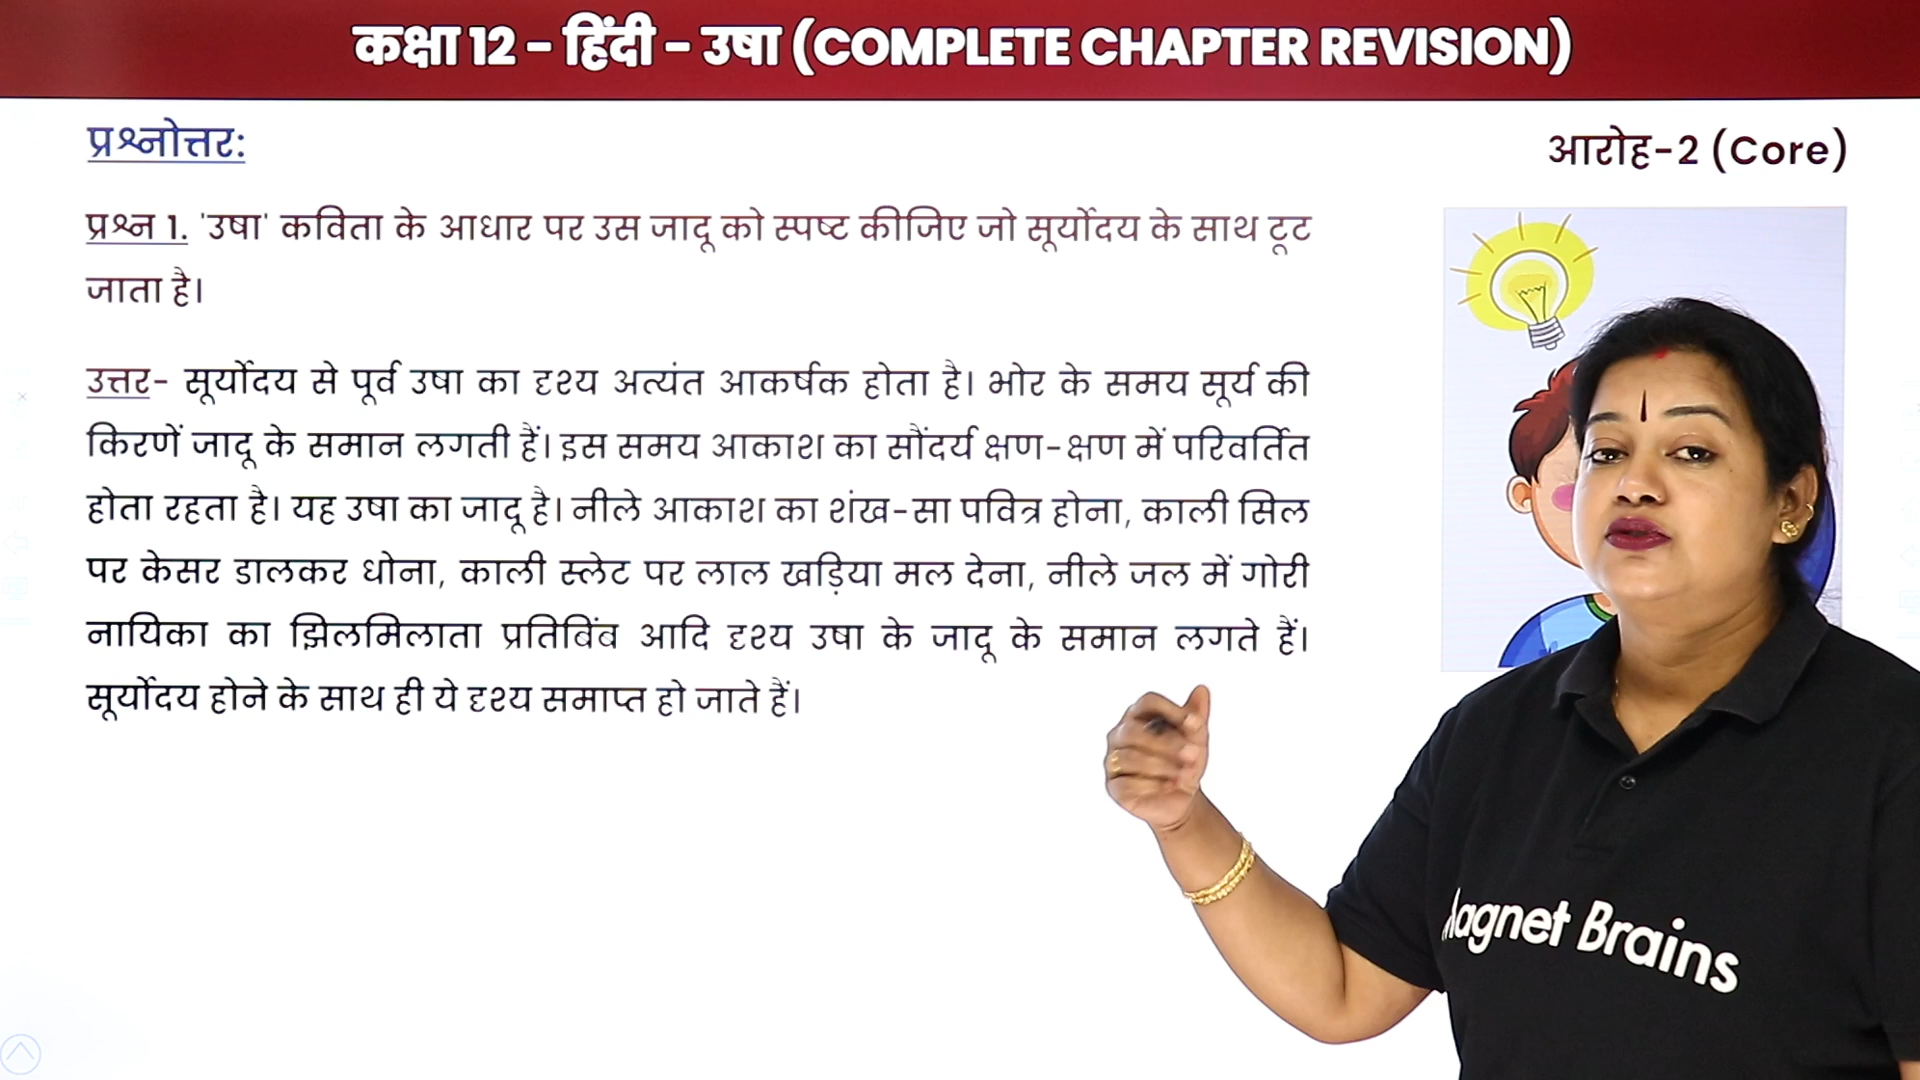 कक्षा 12 - हिंदी - उषा (COMPLETE CHAPTER REVISION)
प्रश्नोत्तर:
आरोह-2 (Core)
प्रश्न 1. 'उषा' कविता के आधार पर उस जादू को स्पष्ट कीजिए जो सूर्योदय के साथ टूट
जाता है।
उत्तर- सूर्योदय से पूर्व उषा का दृश्य अत्यंत आकर्षक होता है। भोर के समय सूर्य की
किरणें जादू के समान लगती हैं। इस समय आकाश का सौंदर्य क्षण-क्षण में परिवर्तित
होता रहता है। यह उषा का जादू है। नीले आकाश का शंख-सा पवित्र होना, काली सिल
पर केसर डालकर धोना, काली स्लेट पर लाल खड़िया मल देना, नीले जल में गोरी
नायिका का झिलमिलाता प्रतिबिंब आदि दृश्य उषा के जादू के समान लगते हैं।
सूर्योदय होने के साथ ही ये दृश्य समाप्त हो जाते हैं।
Magnet Brains